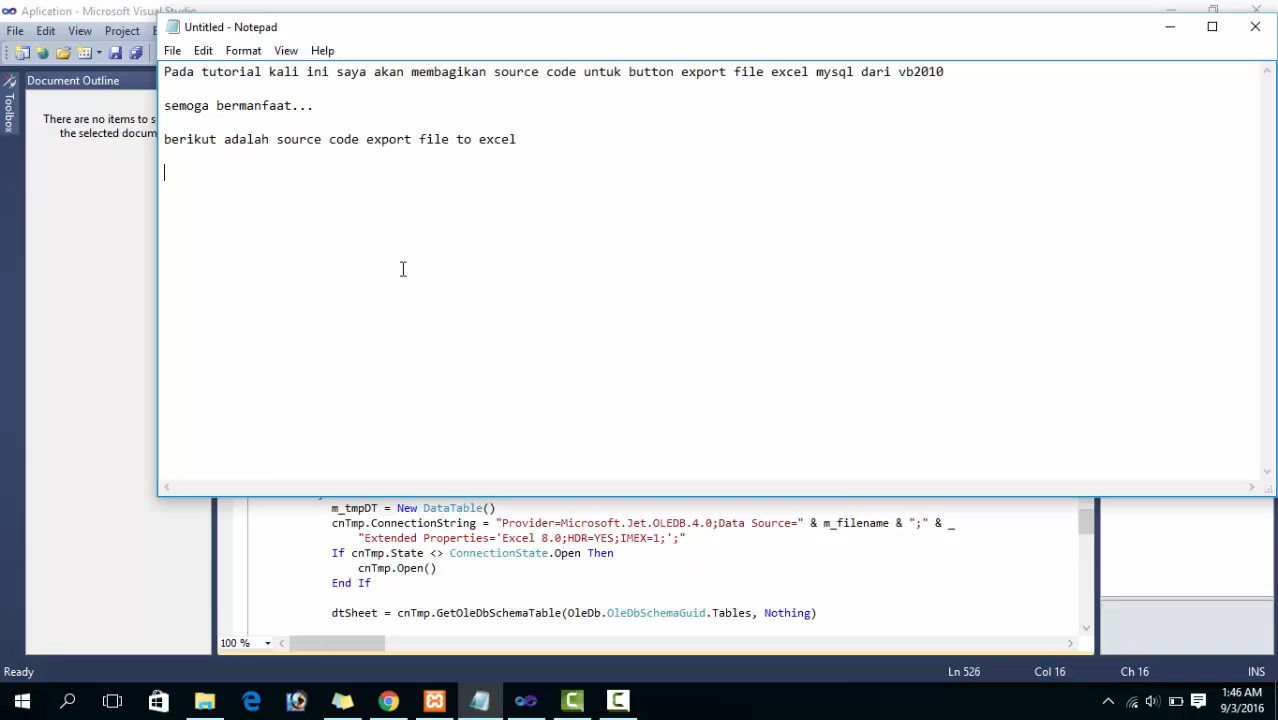 Aplication - Microsoft Visual Studio
File Edit View Project
Untitled - Notepad
File Edit Format View Help
Document Outline
Toolbox
There are no items to s
the selected docum
Pada tutorial kali ini saya akan membagikan source code untuk button export file excel mysql dari vb2010
semoga bermanfaat...
berikut adalah source code export file to excel
m_tmpDT = New DataTable()
cnTmp.ConnectionString = "Provider=Microsoft.Jet.OLEDB.4.0;Data Source=" & m_filename & ";" & _
"Extended Properties='Excel 8.0;HDR=YES;IMEX=1;';"
If cnTmp.State <> ConnectionState.Open Then
cnTmp.Open()
End If
dtSheet = cnTmp.GetOleDbSchemaTable(OleDb.OleDbSchemaGuid.Tables, Nothing)
100 %
Ready Ln 526 Col 16 Ch 16 INS
1:46 AM
9/3/2016